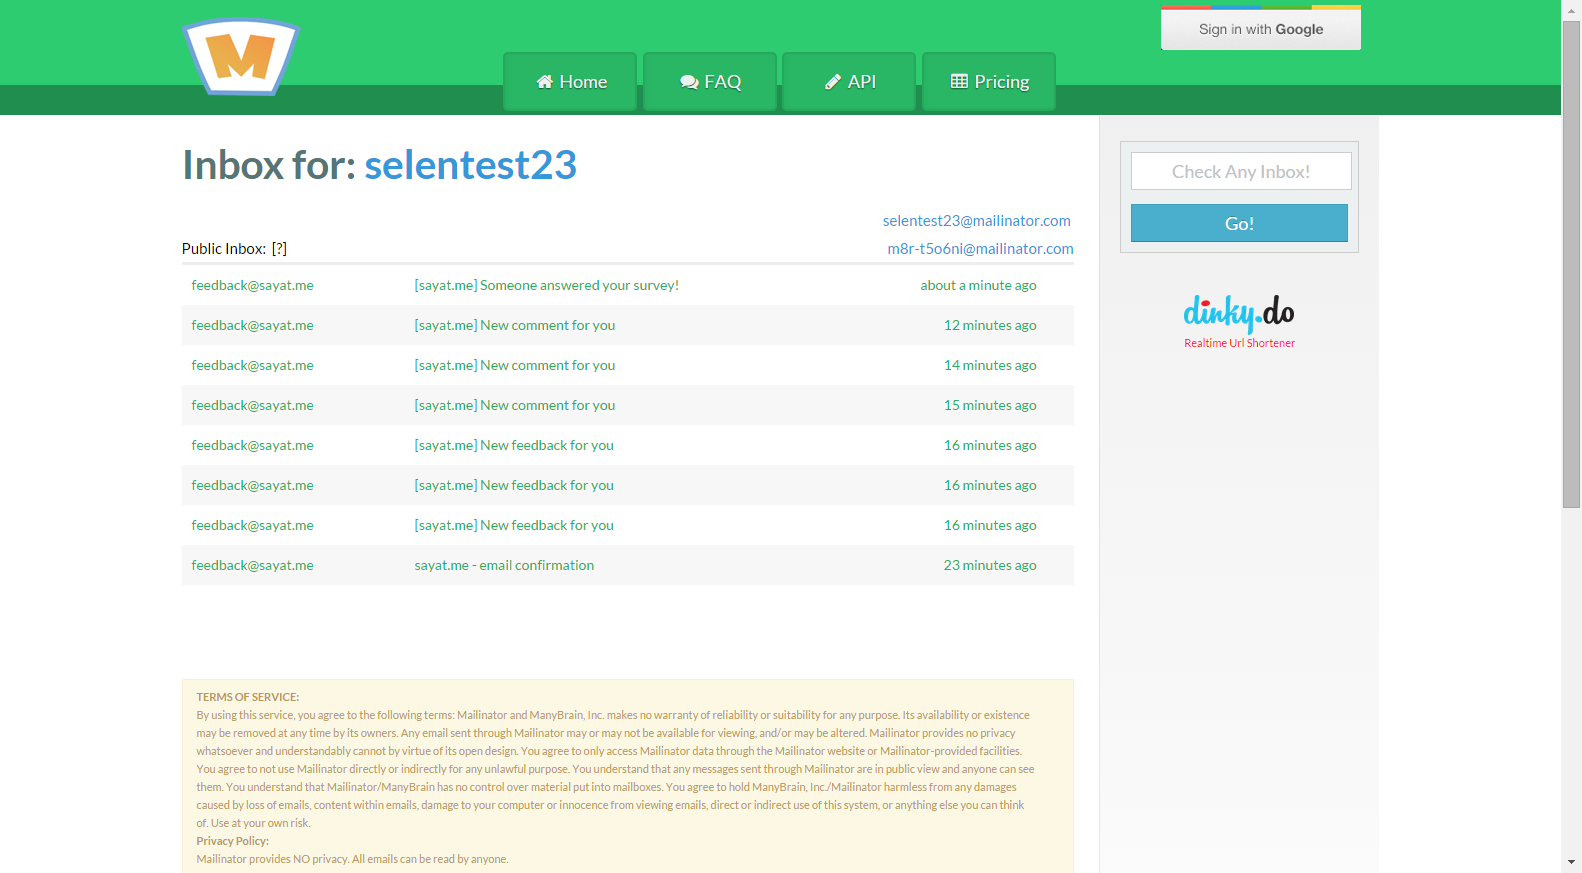 M
Sign in with Google
Home
FAQ
API
Pricing
Inbox for: selentest23
selentest23@mailinator.com
Public Inbox: [?]
m8r-t5o6ni@mailinator.com
feedback@sayat.me [sayat.me] Someone answered your survey! about a minute ago
feedback@sayat.me [sayat.me] New comment for you 12 minutes ago
feedback@sayat.me [sayat.me] New comment for you 14 minutes ago
feedback@sayat.me [sayat.me] New comment for you 15 minutes ago
feedback@sayat.me [sayat.me] New feedback for you 16 minutes ago
feedback@sayat.me [sayat.me] New feedback for you 16 minutes ago
feedback@sayat.me [sayat.me] New feedback for you 16 minutes ago
feedback@sayat.me sayat.me - email confirmation 23 minutes ago
Check Any Inbox!
Go!
dinky.do
Realtime Url Shortener
TERMS OF SERVICE:
By using this service, you agree to the following terms: Mailinator and ManyBrain, Inc. makes no warranty of reliability or suitability for any purpose. Its availability or existence
may be removed at any time by its owners. Any email sent through Mailinator may or may not be available for viewing, and/or may be altered. Mailinator provides no privacy
whatsoever and understandably cannot by virtue of its open design. You agree to only access Mailinator data through the Mailinator website or Mailinator-provided facilities.
You agree to not use Mailinator directly or indirectly for any unlawful purpose. You understand that any messages sent through Mailinator are in public view and anyone can see
them. You understand that Mailinator/ManyBrain has no control over material put into mailboxes. You agree to hold ManyBrain, Inc./Mailinator harmless from any damages
caused by loss of emails, content within emails, damage to your computer or innocence from viewing emails, direct or indirect use of this system, or anything else you can think
of. Use at your own risk.
Privacy Policy:
Mailinator provides NO privacy. All emails can be read by anyone.